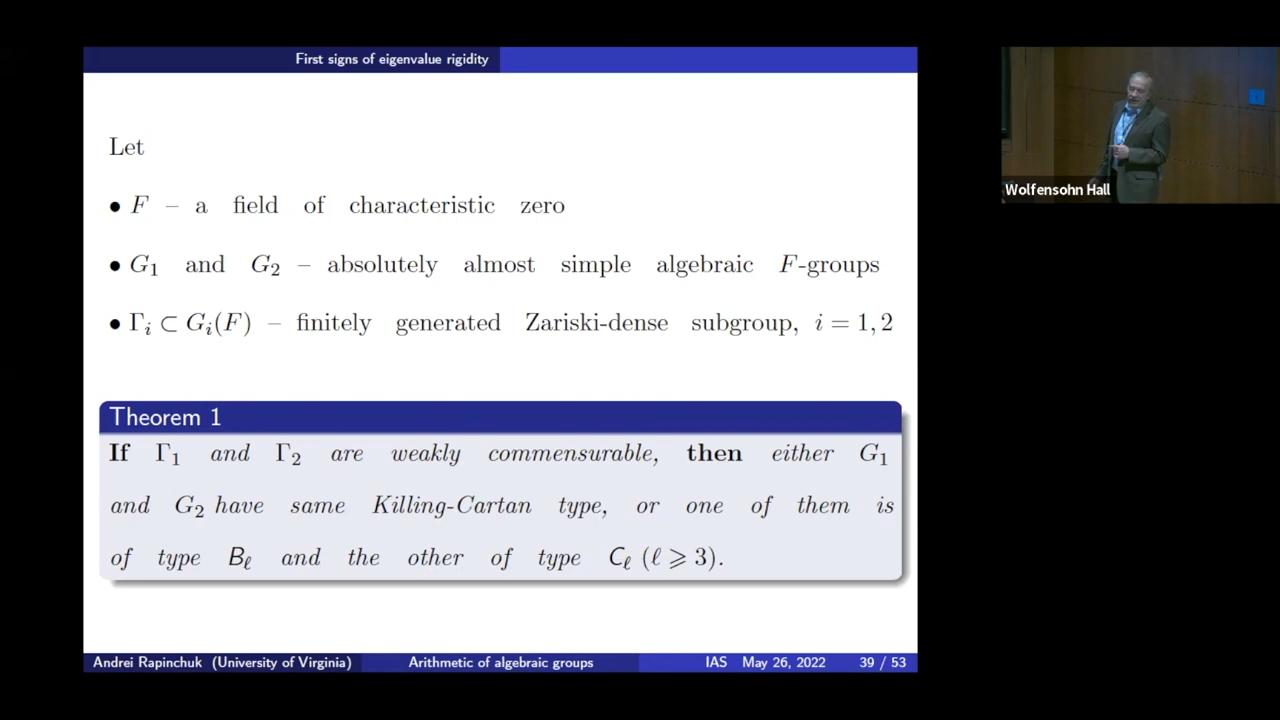 First signs of eigenvalue rigidity
Let
• F – a field of characteristic zero
• G₁ and G₂ – absolutely almost simple algebraic F-groups
• Γᵢ ⊂ Gᵢ(F) – finitely generated Zariski-dense subgroup, i = 1, 2
Theorem 1
If Γ₁ and Γ₂ are weakly commensurable, then either G₁
and G₂ have same Killing-Cartan type, or one of them is
of type B_ℓ and the other of type C_ℓ (ℓ ⩾ 3).
Andrei Rapinchuk (University of Virginia) Arithmetic of algebraic groups IAS May 26, 2022 39 / 53
Wolfensohn Hall